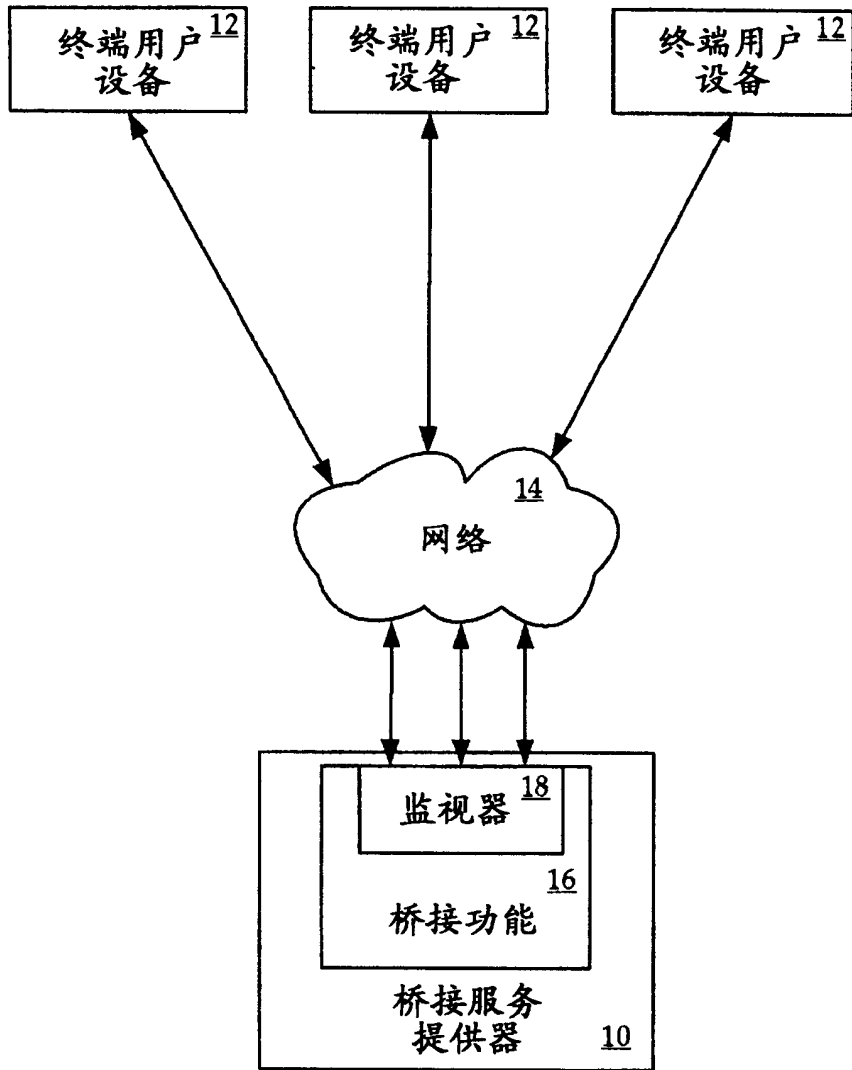 终端用户 12
设备
终端用户 12
设备
终端用户 12
设备
14
网络
18
监视器
16
桥接功能
桥接服务
提供器 10